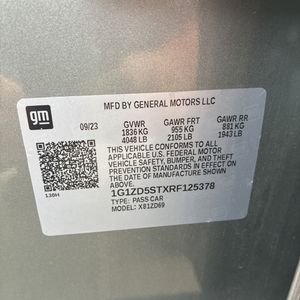 gm
MFD BY GENERAL MOTORS LLC
09/23
GVWR GAWR FRT GAWR RR
1836 KG 955 KG 881 KG
4048 LB 2105 LB 1943 LB
THIS VEHICLE CONFORMS TO ALL
APPLICABLE U.S. FEDERAL MOTOR
VEHICLE SAFETY, BUMPER, AND THEFT
PREVENTION STANDARDS IN EFFECT ON
THE DATE OF MANUFACTURE SHOWN
ABOVE.
130H
1G1ZD5STXRF125378
TYPE: PASS CAR
MODEL: X81ZD69